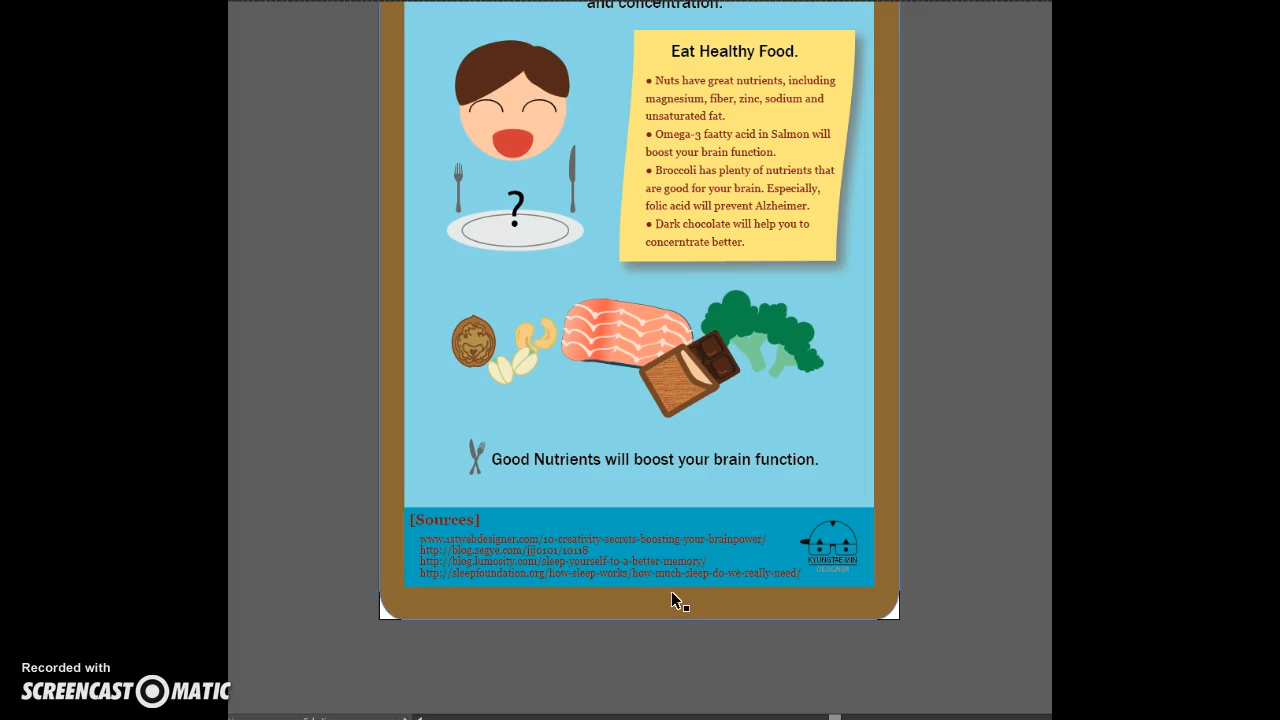 and concentration.
Eat Healthy Food.
● Nuts have great nutrients, including
magnesium, fiber, zinc, sodium and
unsaturated fat.
● Omega-3 faatty acid in Salmon will
boost your brain function.
● Broccoli has plenty of nutrients that
are good for your brain. Especially,
folic acid will prevent Alzheimer.
● Dark chocolate will help you to
concerntrate better.
?
Good Nutrients will boost your brain function.
[Sources]
www.1stwebdesigner.com/10-creativity-secrets-boosting-your-brainpower/
http://blog.segye.com/jjj0101/10118
http://blog.lumosity.com/sleep-yourself-to-a-better-memory/
http://sleepfoundation.org/how-sleep-works/how-much-sleep-do-we-really-need/
KYUNGTAE MIN
DESIGNER
Recorded with
SCREENCAST-O-MATIC